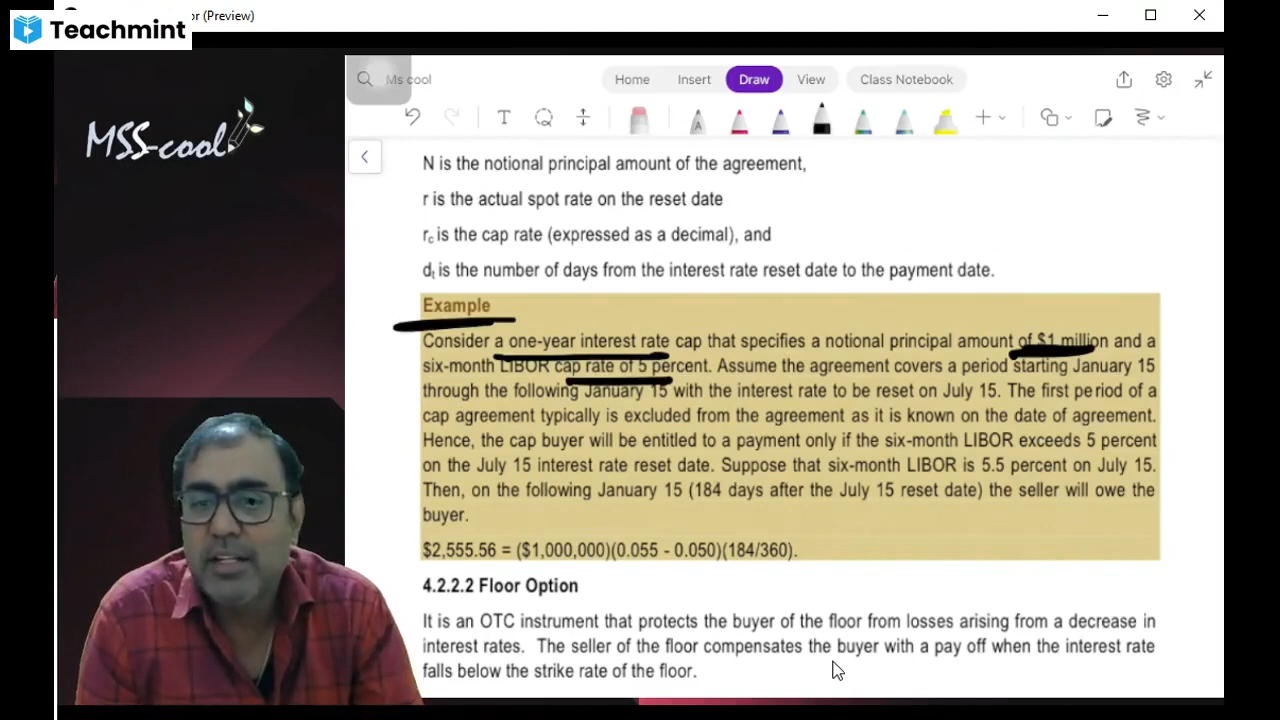 or (Preview)
Teachmint
MSS-cool
Ms cool
Home Insert Draw View Class Notebook
T
A
N is the notional principal amount of the agreement,
r is the actual spot rate on the reset date
rc is the cap rate (expressed as a decimal), and
dt is the number of days from the interest rate reset date to the payment date.
Example
Consider a one-year interest rate cap that specifies a notional principal amount of $1 million and a
six-month LIBOR cap rate of 5 percent. Assume the agreement covers a period starting January 15
through the following January 15 with the interest rate to be reset on July 15. The first period of a
cap agreement typically is excluded from the agreement as it is known on the date of agreement.
Hence, the cap buyer will be entitled to a payment only if the six-month LIBOR exceeds 5 percent
on the July 15 interest rate reset date. Suppose that six-month LIBOR is 5.5 percent on July 15.
Then, on the following January 15 (184 days after the July 15 reset date) the seller will owe the
buyer.
$2,555.56 = ($1,000,000)(0.055 - 0.050)(184/360).
4.2.2.2 Floor Option
It is an OTC instrument that protects the buyer of the floor from losses arising from a decrease in
interest rates. The seller of the floor compensates the buyer with a pay off when the interest rate
falls below the strike rate of the floor.